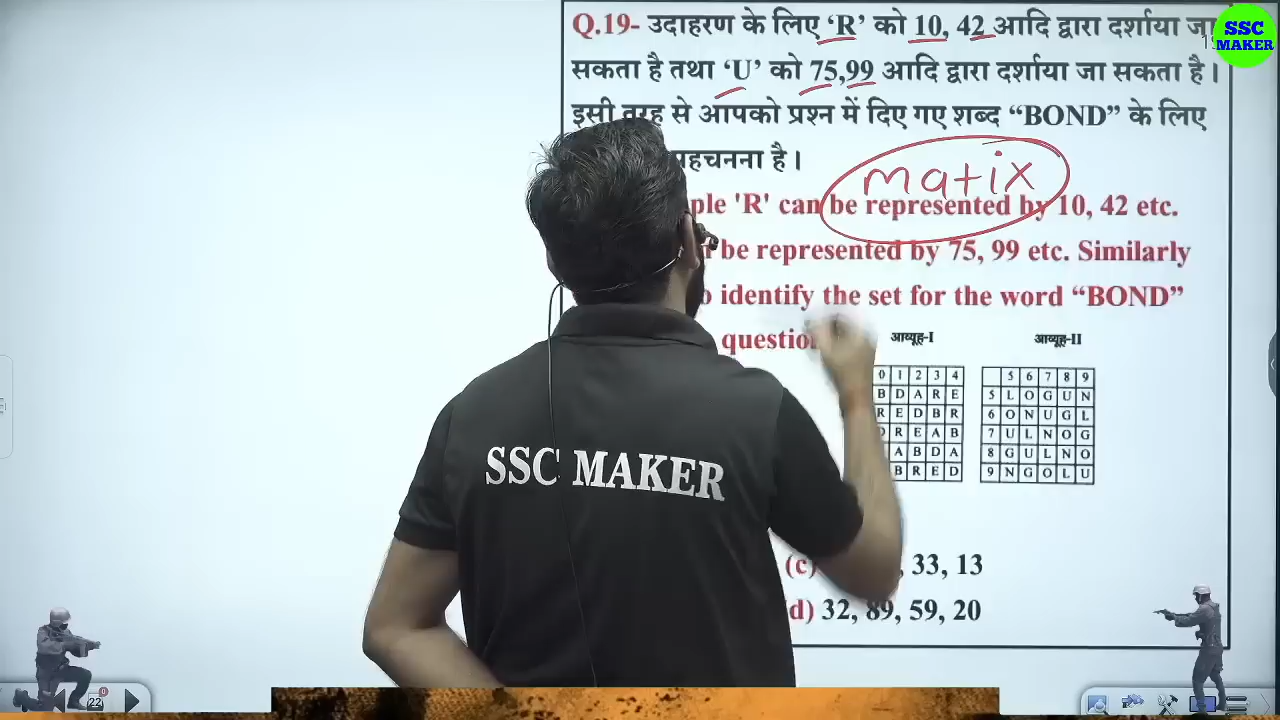 Q.19- उदाहरण के लिए ‘R’ को 10, 42 आदि द्वारा दर्शाया जा
SSC
MAKER
सकता है तथा ‘U’ को 75,99 आदि द्वारा दर्शाया जा सकता है।
इसी तरह से आपको प्रश्न में दिए गए शब्द “BOND” के लिए
है।
matix
'R' can be represented by 10, 42 etc.
be represented by 75, 99 etc. Similarly
identify the set for the word “BOND”
आव्यूह-I आव्यूह-II
0 1 2 3 4
B D A R E
R E D B R
R E A B
A B D A
B R E D
5 6 7 8 9
5 L O G U N
6 O N U G L
7 U L N O G
8 G U L N O
9 N G O L U
SSC MAKER
(c) , 33, 13
(d) 32, 89, 59, 20
22